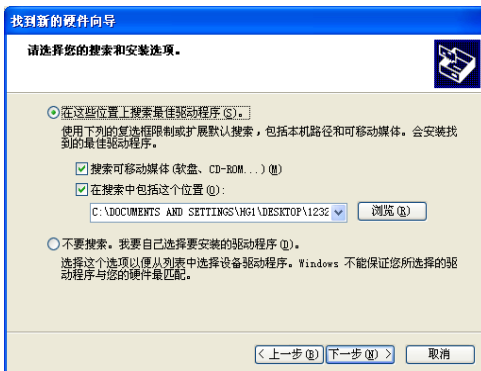 找到新的硬件向导
请选择您的搜索和安装选项。
在这些位置上搜索最佳驱动程序(S)。
使用下列的复选框限制或扩展默认搜索，包括本机路径和可移动媒体。会安装找
到的最佳驱动程序。
搜索可移动媒体(软盘、CD-ROM...)(M)
在搜索中包括这个位置(O):
C:\DOCUMENTS AND SETTINGS\HG1\DESKTOP\1232
浏览(R)
不要搜索。我要自己选择要安装的驱动程序(D)。
选择这个选项以便从列表中选择设备驱动程序。Windows 不能保证您所选择的驱
动程序与您的硬件最匹配。
< 上一步(B) 下一步(N) > 取消